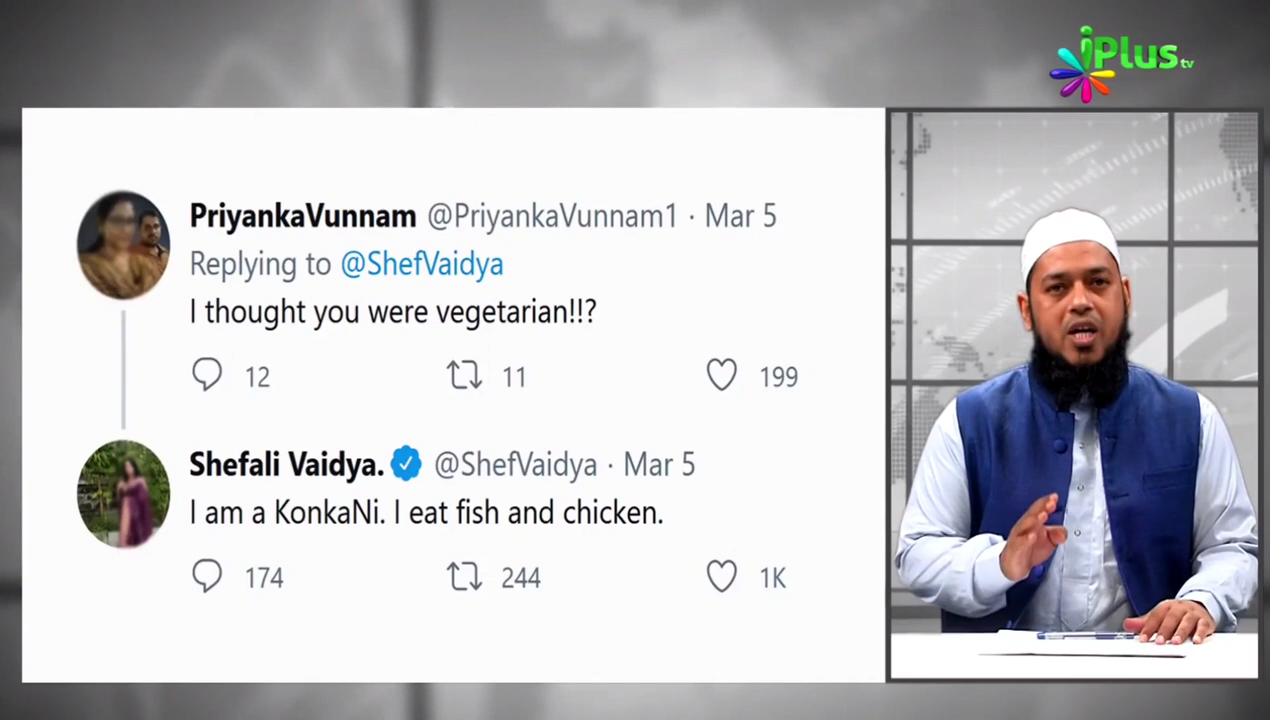 iPlus tv
PriyankaVunnam @PriyankaVunnam1 · Mar 5
Replying to @ShefVaidya
I thought you were vegetarian!!?
12 11 199
Shefali Vaidya. @ShefVaidya · Mar 5
I am a KonkaNi. I eat fish and chicken.
174 244 1K